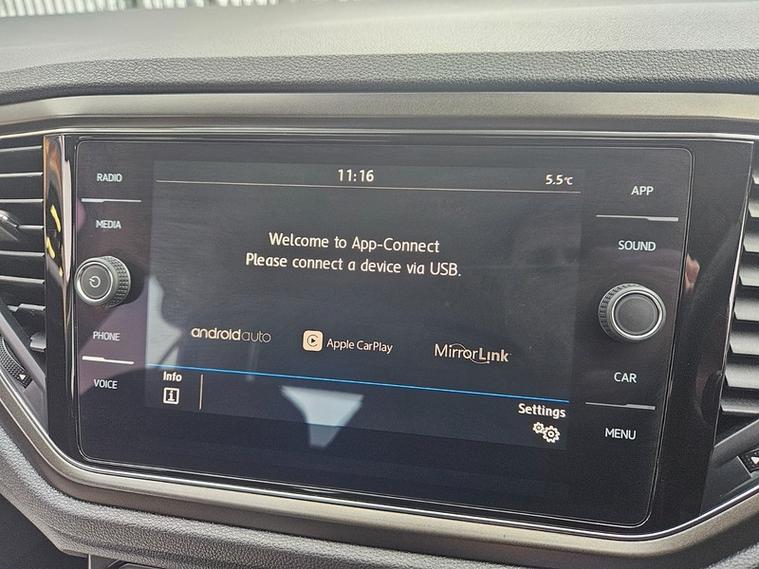 RADIO
MEDIA
PHONE
VOICE
11:16
5.5°C
Welcome to App-Connect
Please connect a device via USB.
androidauto
Apple CarPlay
MirrorLink
Info
Settings
APP
SOUND
CAR
MENU